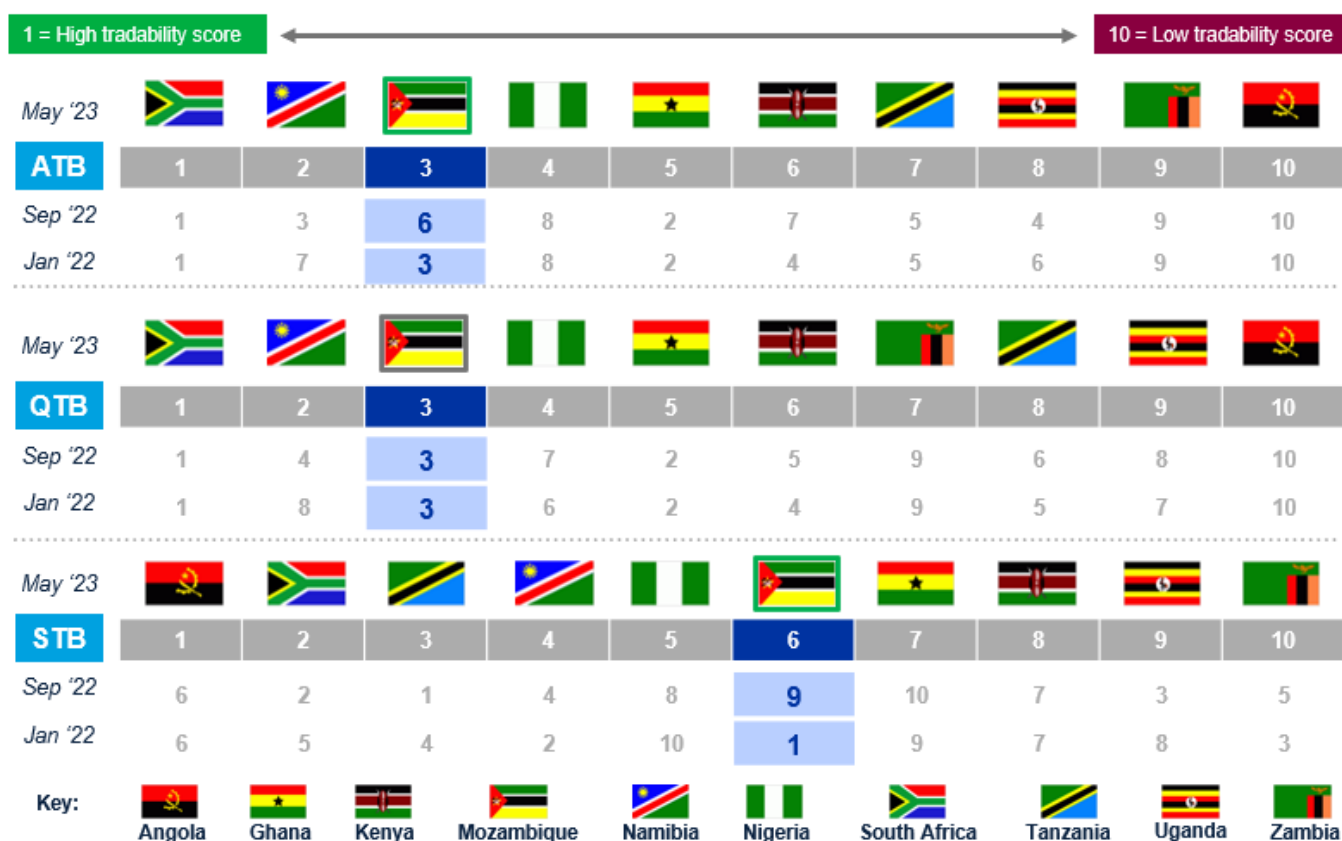 1 = High tradability score 10 = Low tradability score
May ‘23
ATB 1 2 3 4 5 6 7 8 9 10
Sep ‘22 1 3 6 8 2 7 5 4 9 10
Jan ‘22 1 7 3 8 2 4 5 6 9 10
May ‘23
QTB 1 2 3 4 5 6 7 8 9 10
Sep ‘22 1 4 3 7 2 5 9 6 8 10
Jan ‘22 1 8 3 6 2 4 9 5 7 10
May ‘23
STB 1 2 3 4 5 6 7 8 9 10
Sep ‘22 6 2 1 4 8 9 10 7 3 5
Jan ‘22 6 5 4 2 10 1 9 7 8 3
Key:
Angola Ghana Kenya Mozambique Namibia Nigeria South Africa Tanzania Uganda Zambia